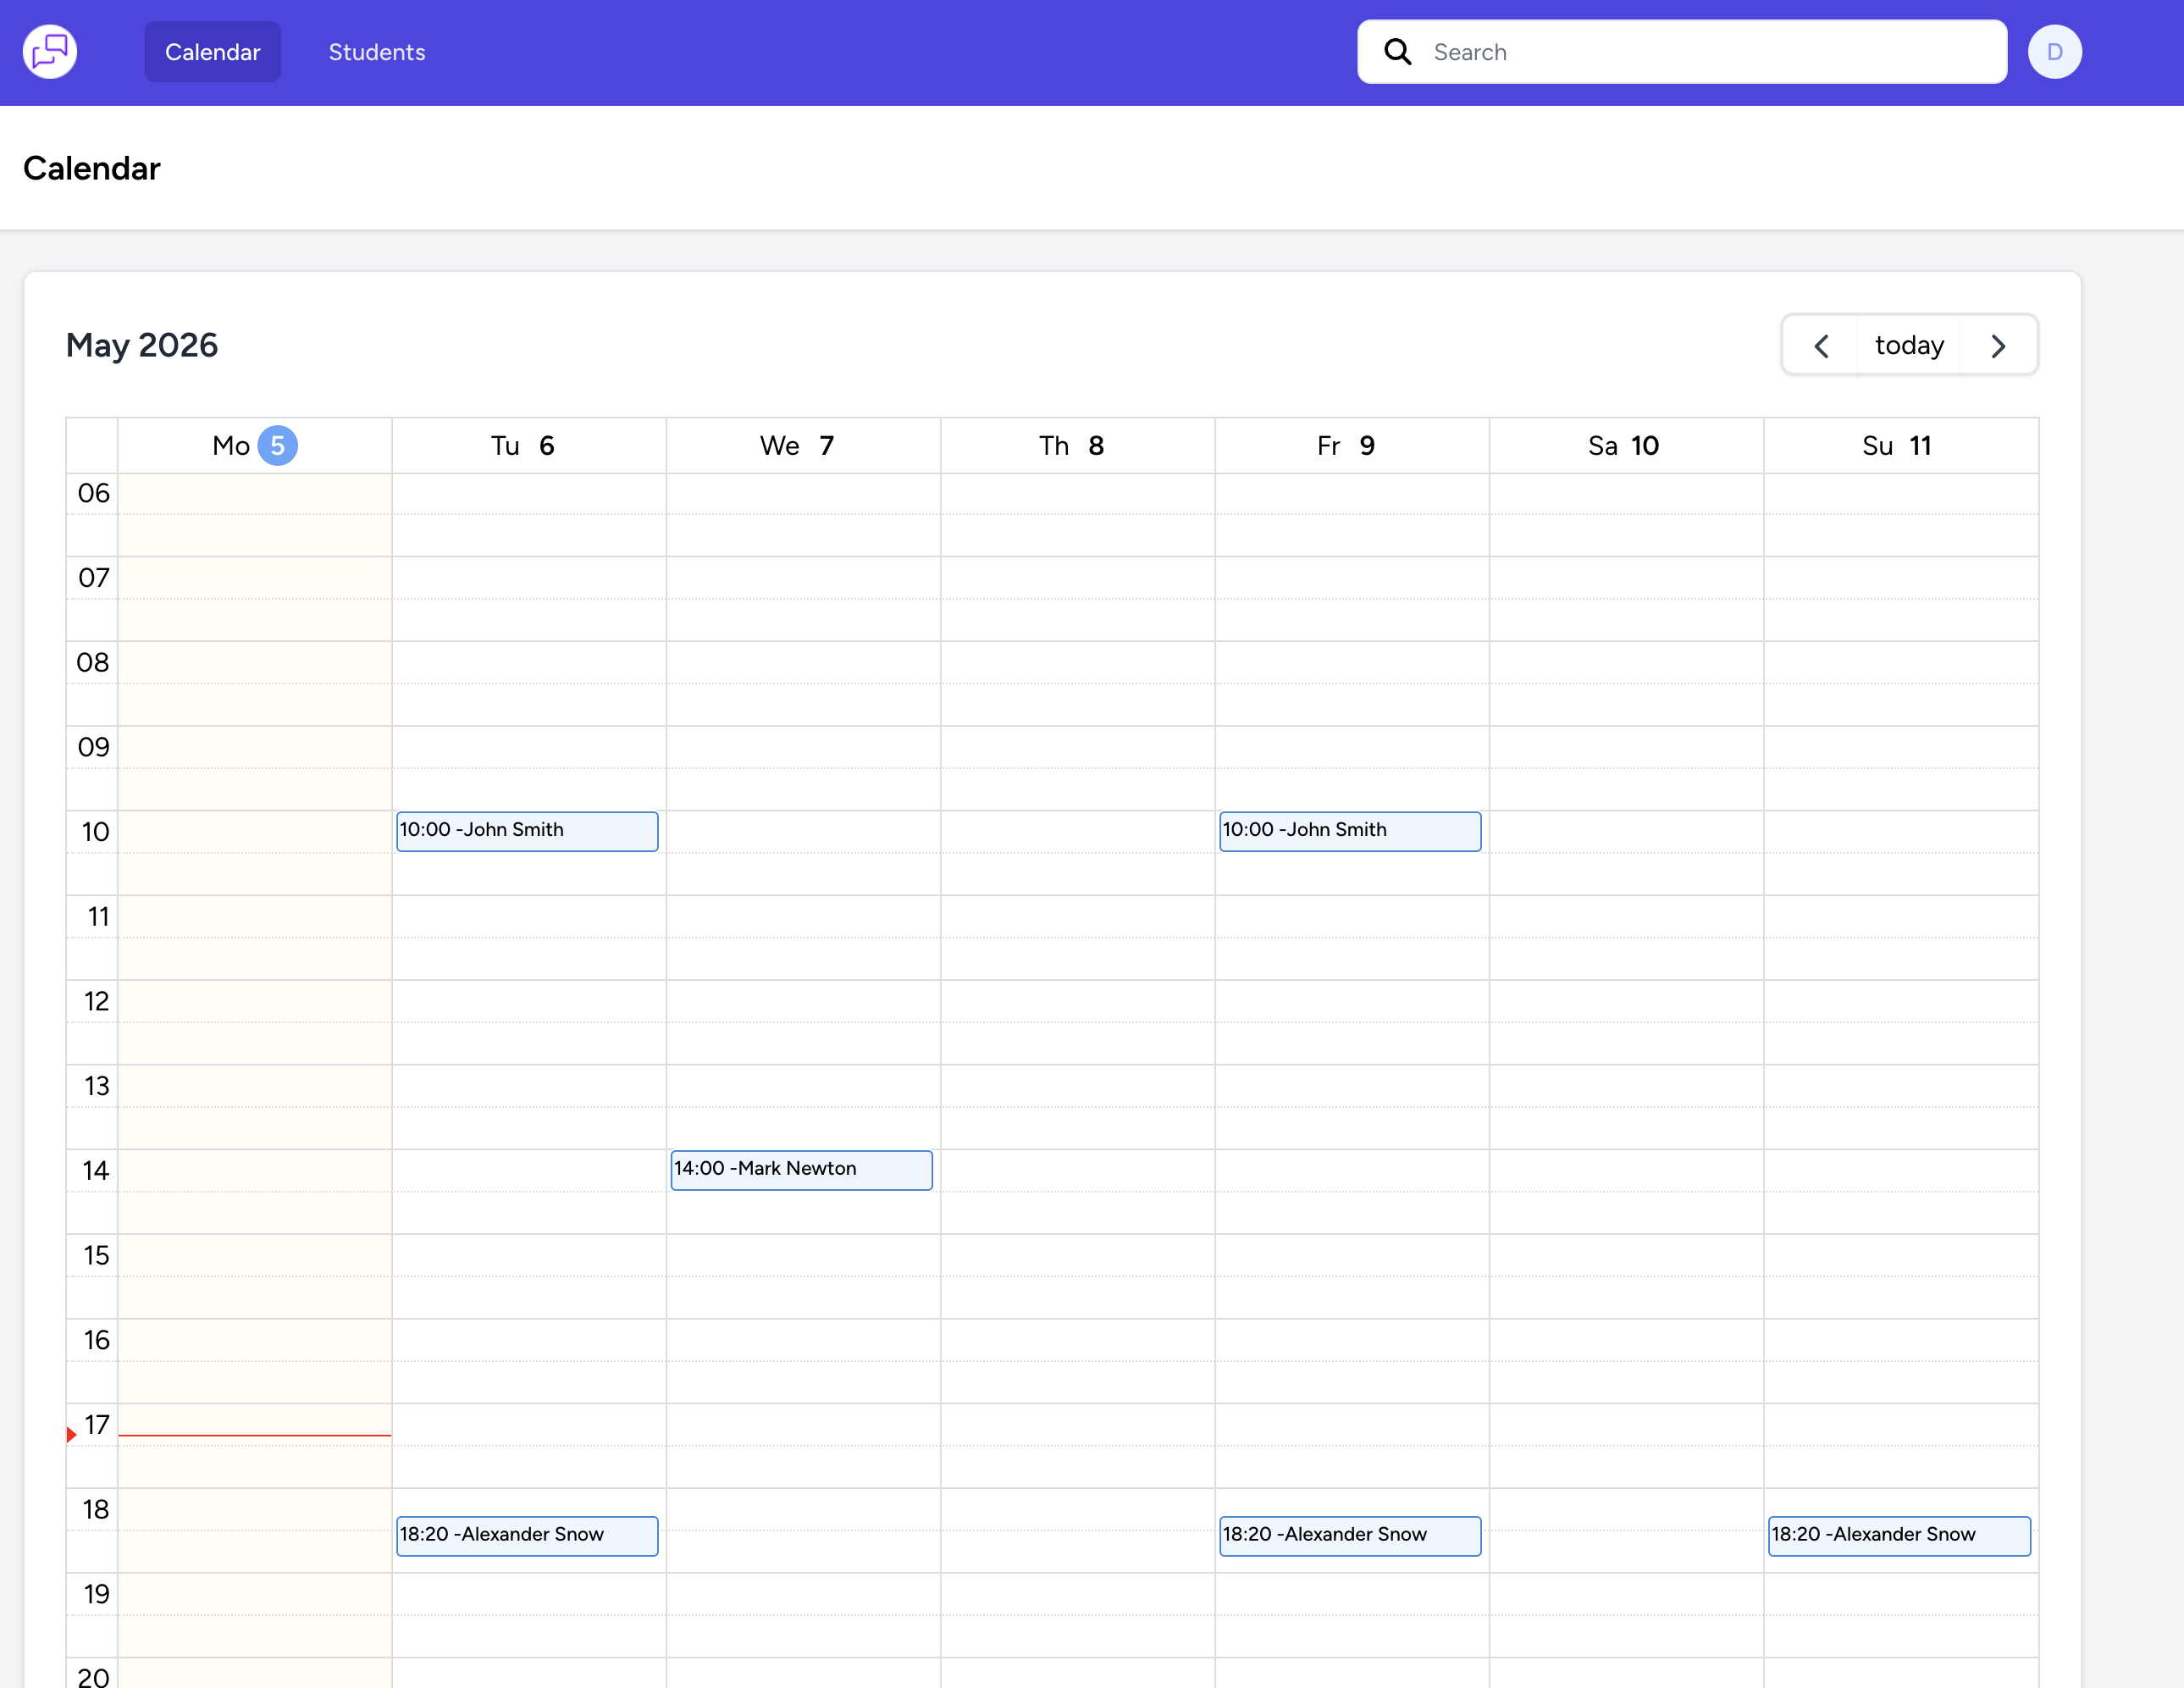 Calendar
Students
Search
D
Calendar
May 2026
today
Mo 5
Tu 6
We 7
Th 8
Fr 9
Sa 10
Su 11
06
07
08
09
10
10:00 -John Smith
10:00 -John Smith
11
12
13
14
14:00 -Mark Newton
15
16
17
18
18:20 -Alexander Snow
18:20 -Alexander Snow
18:20 -Alexander Snow
19
20